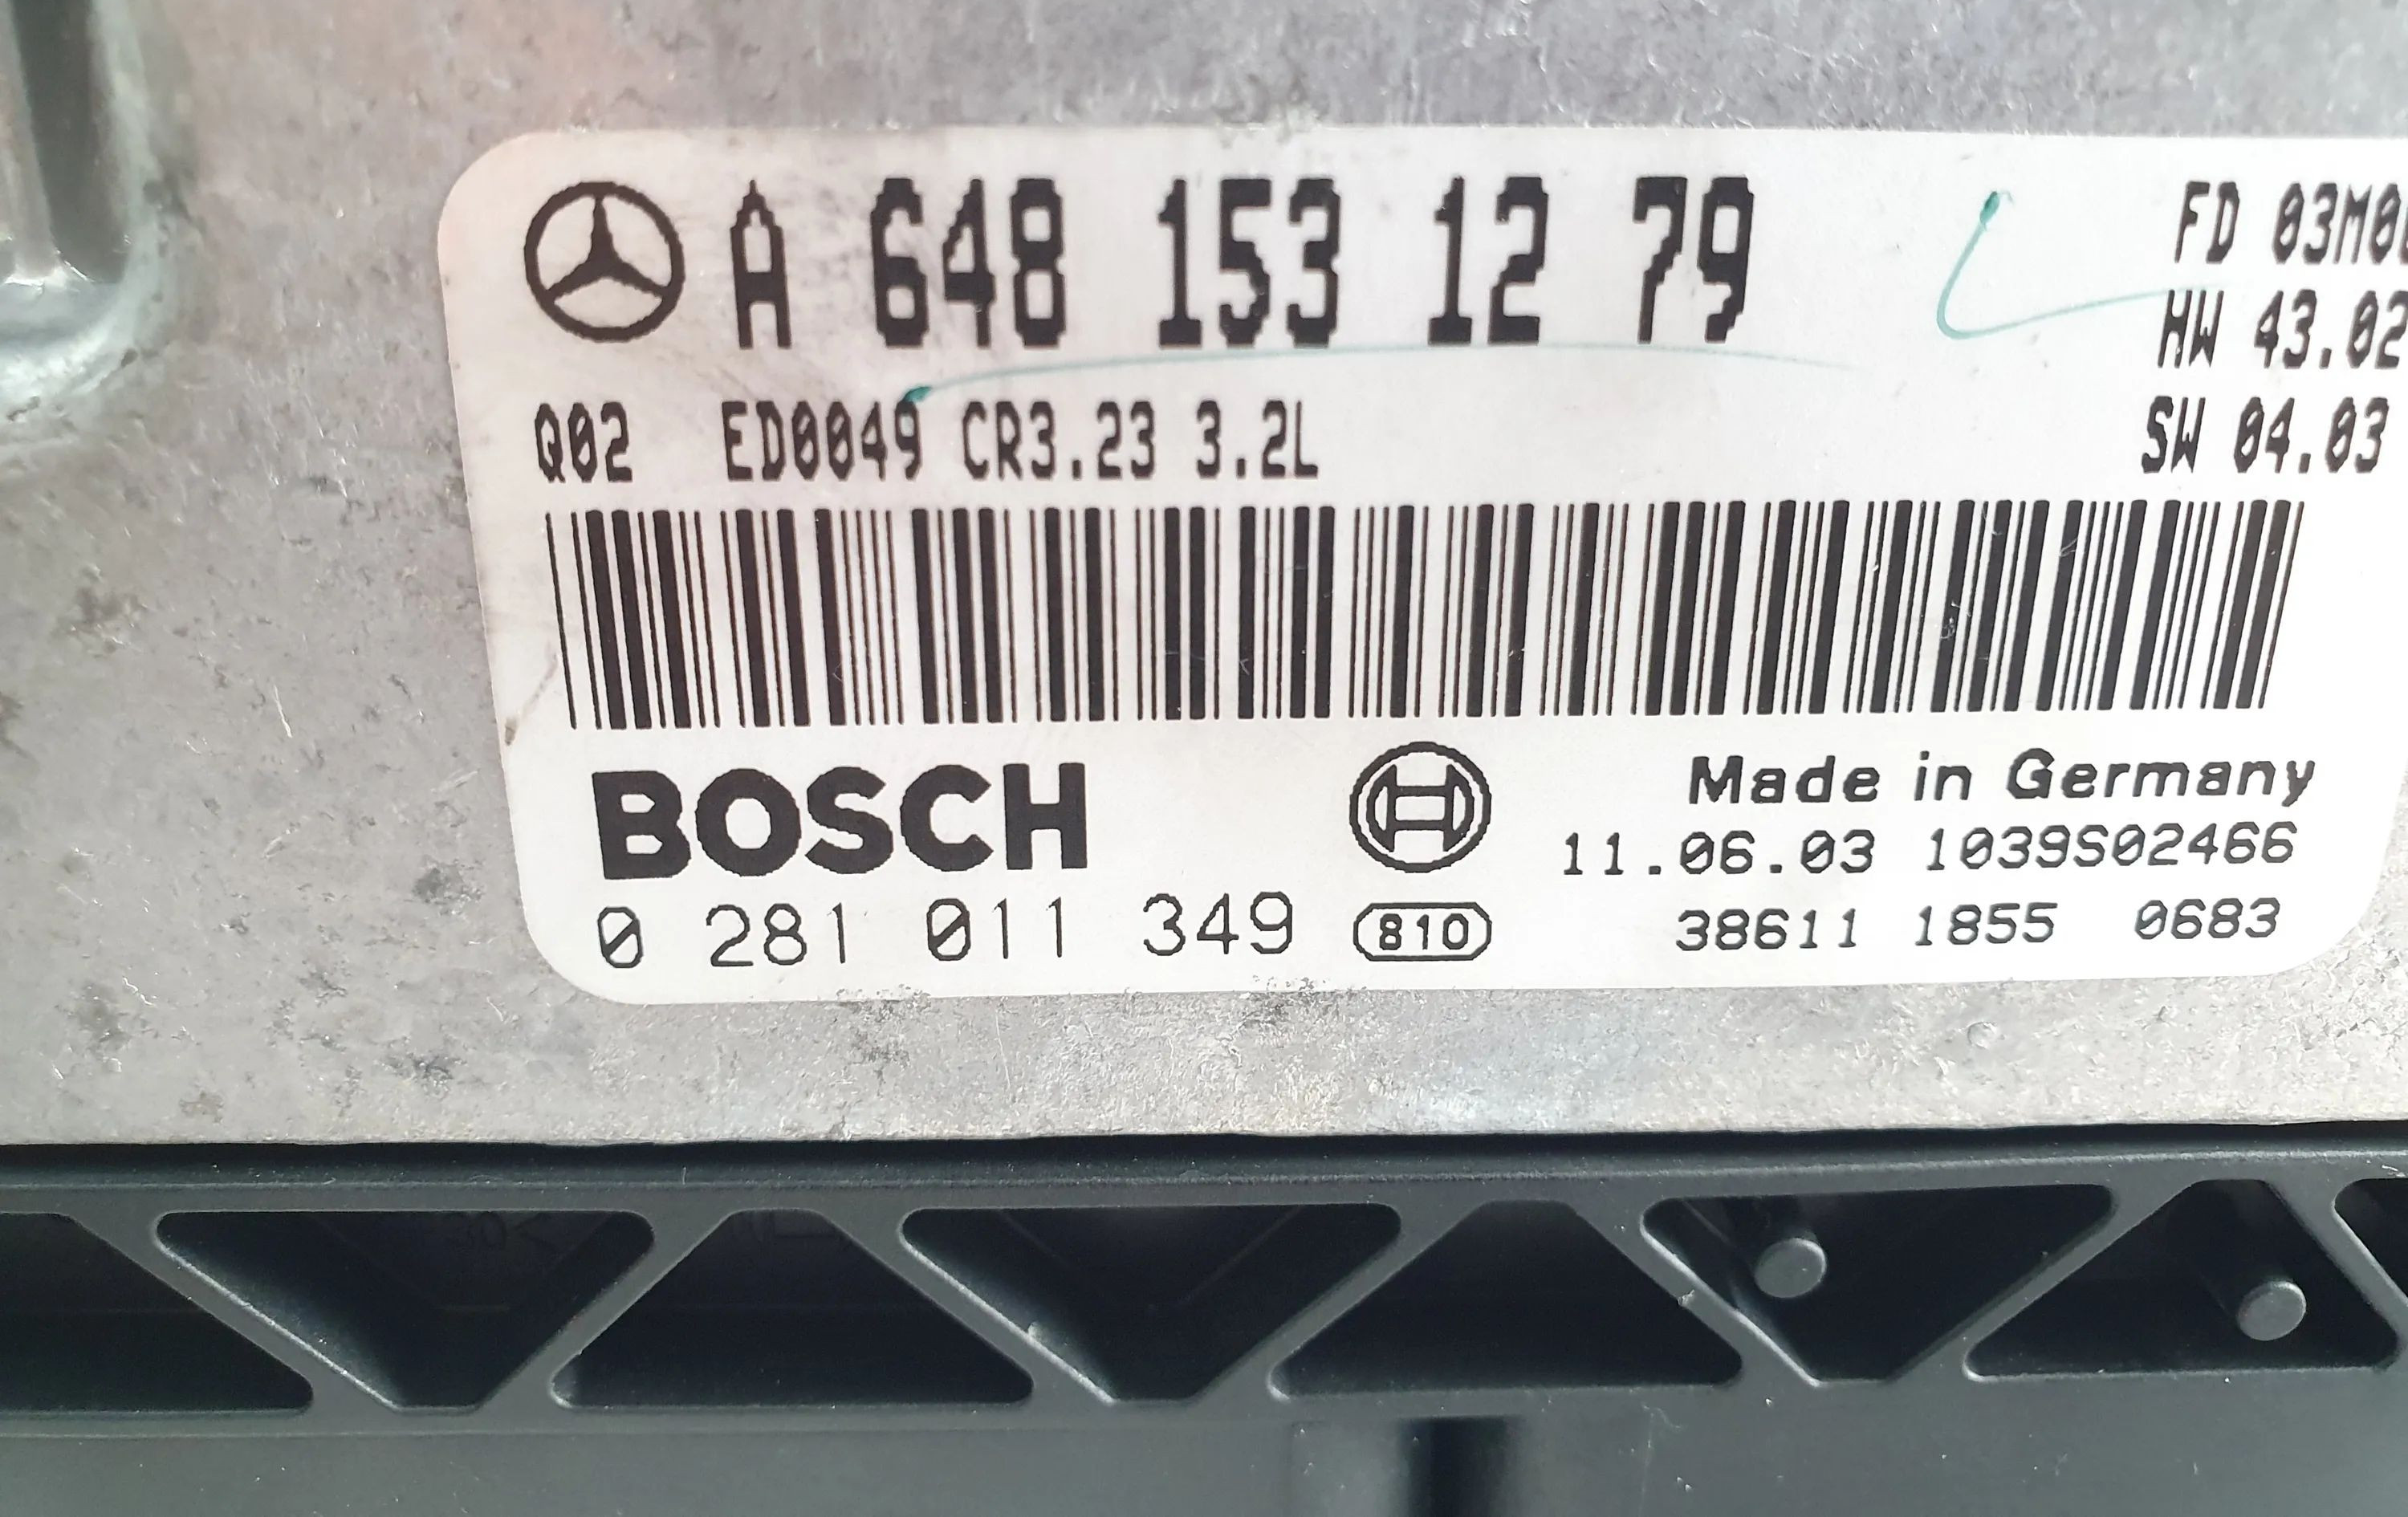 A 648 153 12 79
FD 03M0
HW 43.02
Q02 ED0049 CR3.23 3.2L
SW 04.03
BOSCH
Made in Germany
11.06.03 1039S02466
0 281 011 349
810
38611 1855 0683